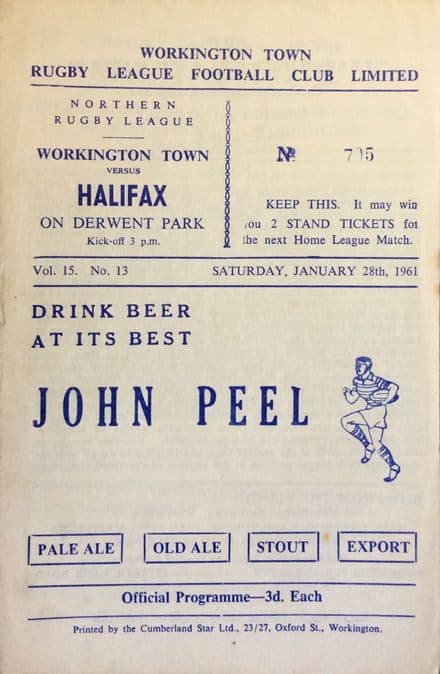 WORKINGTON TOWN
RUGBY LEAGUE FOOTBALL CLUB LIMITED
NORTHERN
RUGBY LEAGUE
WORKINGTON TOWN
VERSUS
HALIFAX
ON DERWENT PARK
Kick-off 3 p.m.
Nº
KEEP THIS. It may win
you 2 STAND TICKETS for
the next Home League Match.
Vol. 15. No. 13
SATURDAY, JANUARY 28th, 1961
DRINK BEER
AT ITS BEST
JOHN PEEL
PALE ALE
OLD ALE
STOUT
EXPORT
Official Programme—3d. Each
Printed by the Cumberland Star Ltd., 23/27, Oxford St., Workington.